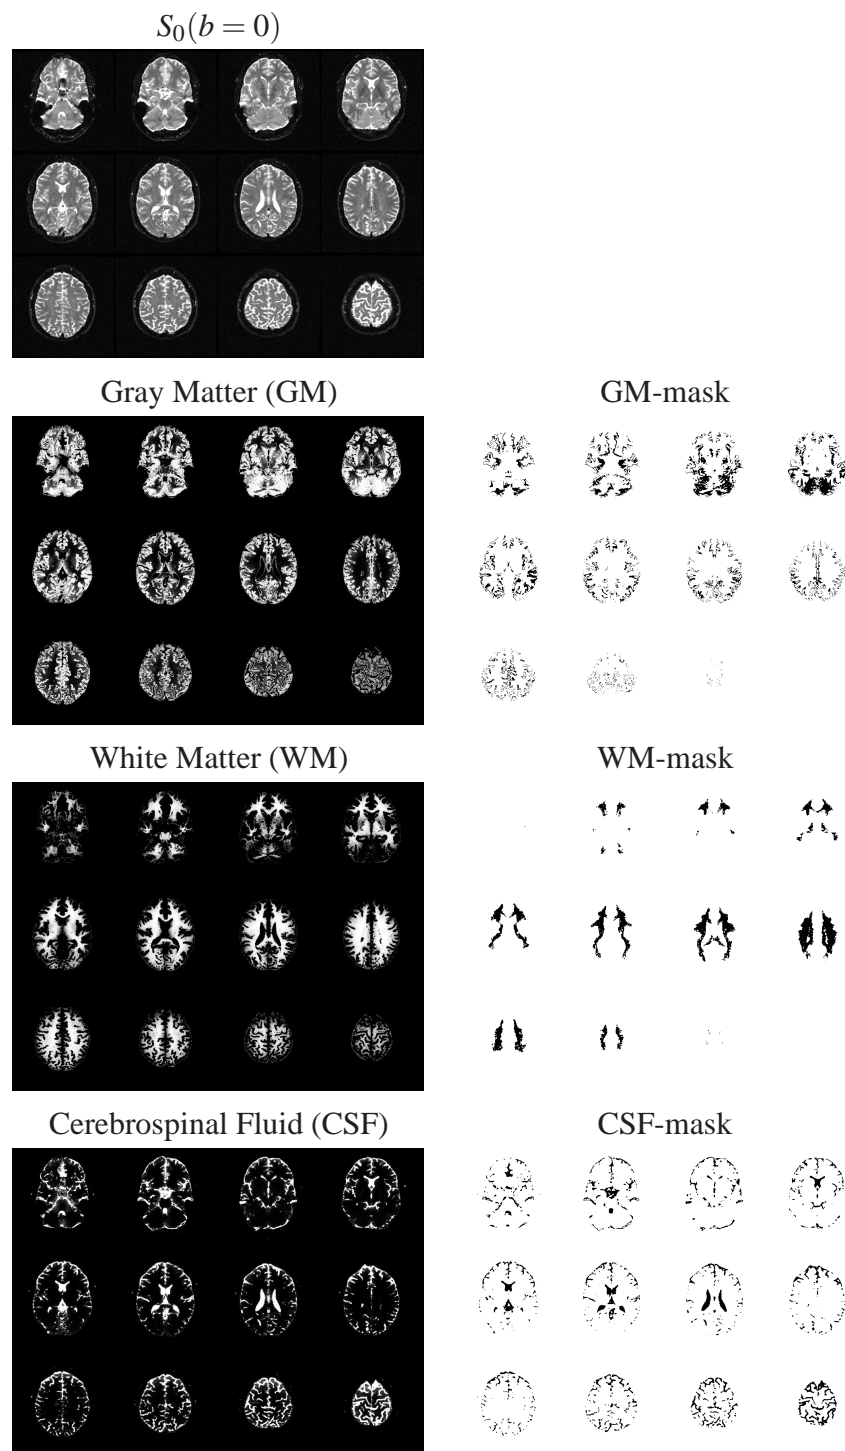 S₀(b = 0)
Gray Matter (GM)
GM-mask
White Matter (WM)
WM-mask
Cerebrospinal Fluid (CSF)
CSF-mask